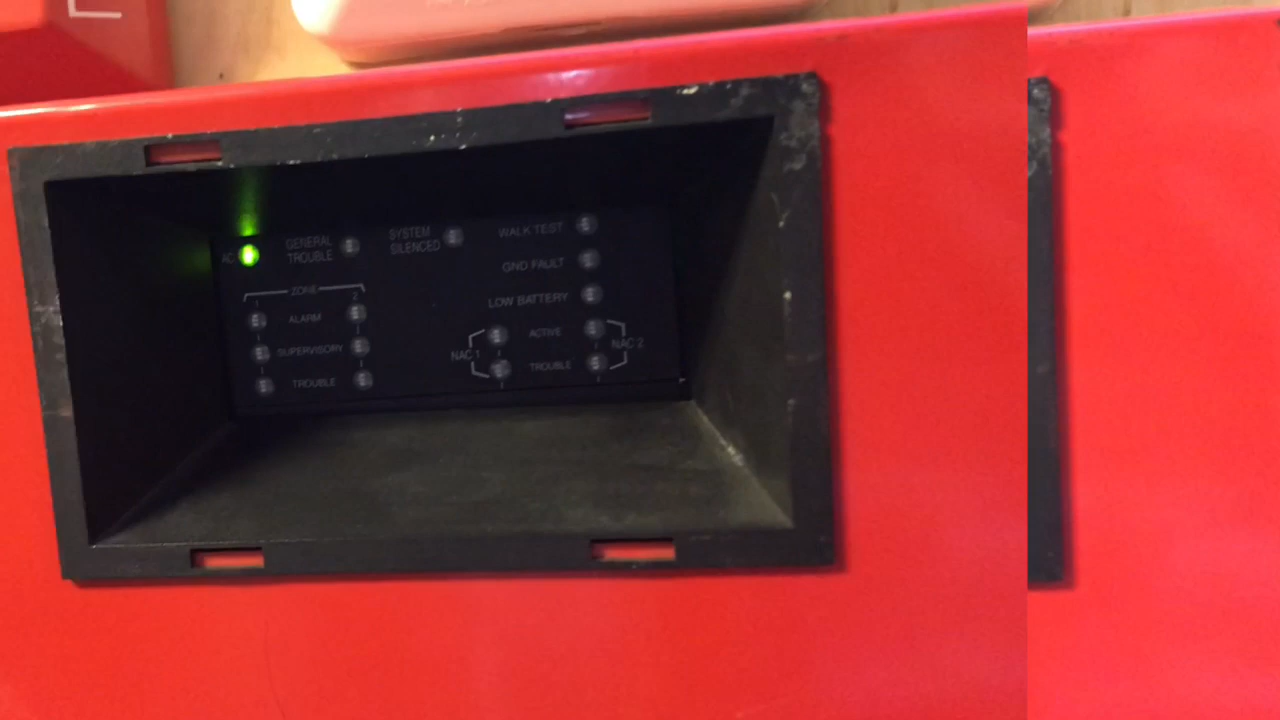 AC
GENERAL
TROUBLE
SYSTEM
SILENCED
WALK TEST
GND FAULT
LOW BATTERY
ZONE
1
2
ALARM
SUPERVISORY
TROUBLE
NAC 1
ACTIVE
TROUBLE
NAC 2